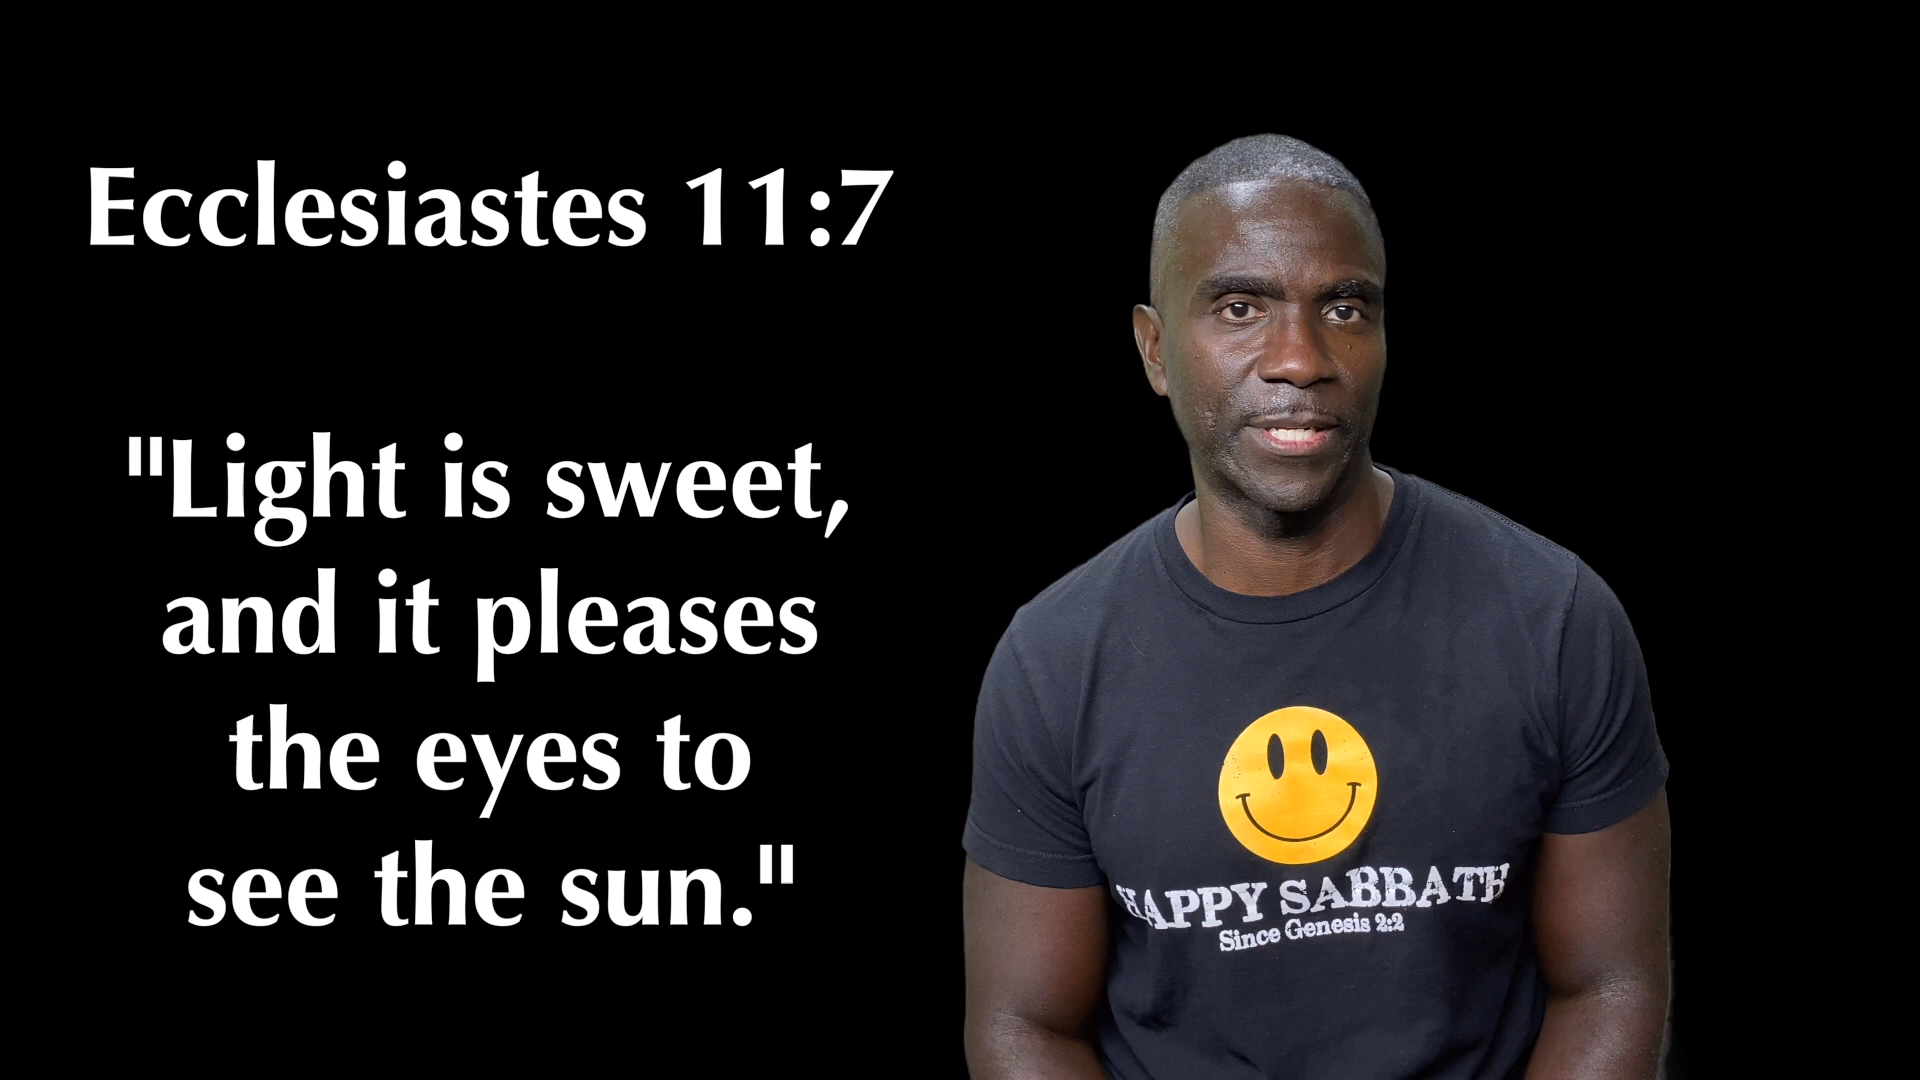 Ecclesiastes 11:7
"Light is sweet,
and it pleases
the eyes to
see the sun."
HAPPY SABBATH
Since Genesis 2:2